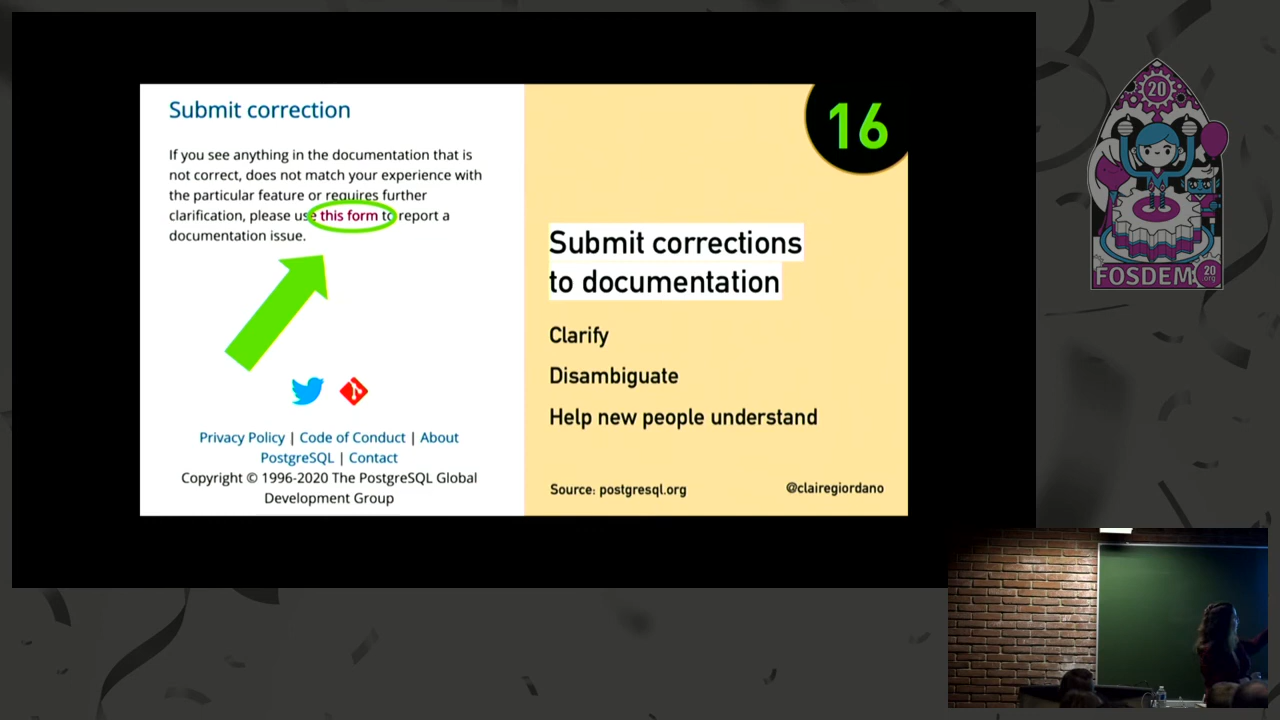 Submit correction
If you see anything in the documentation that is
not correct, does not match your experience with
the particular feature or requires further
clarification, please use this form to report a
documentation issue.
Privacy Policy | Code of Conduct | About
PostgreSQL | Contact
Copyright © 1996-2020 The PostgreSQL Global
Development Group
16
Submit corrections
to documentation
Clarify
Disambiguate
Help new people understand
Source: postgresql.org
@clairegiordano
20
FOSDEM
20
.org